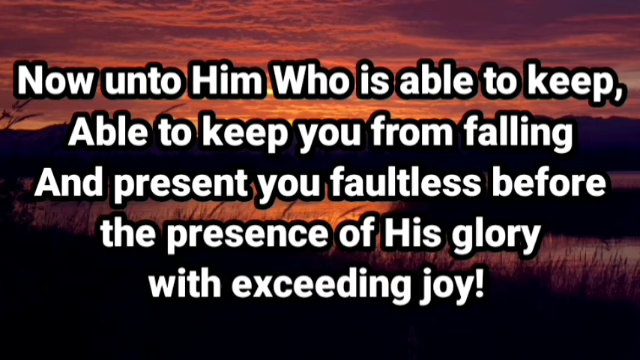 Now unto Him Who is able to keep,
Able to keep you from falling
And present you faultless before
the presence of His glory
with exceeding joy!